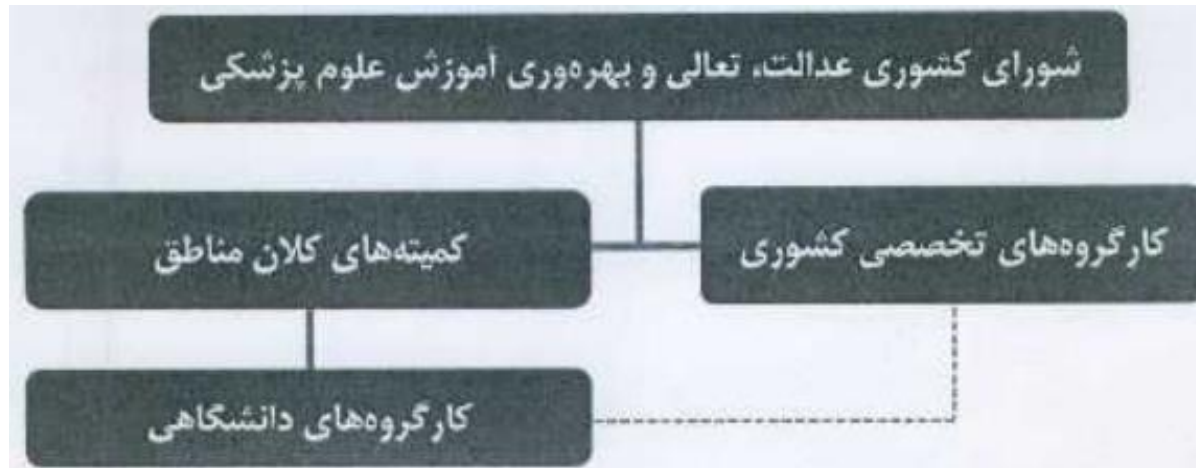 شورای کشوری عدالت، تعالی و بهره‌وری آموزش علوم پزشکی
کارگروه‌های تخصصی کشوری
کمیته‌های کلان مناطق
کارگروه‌های دانشگاهی